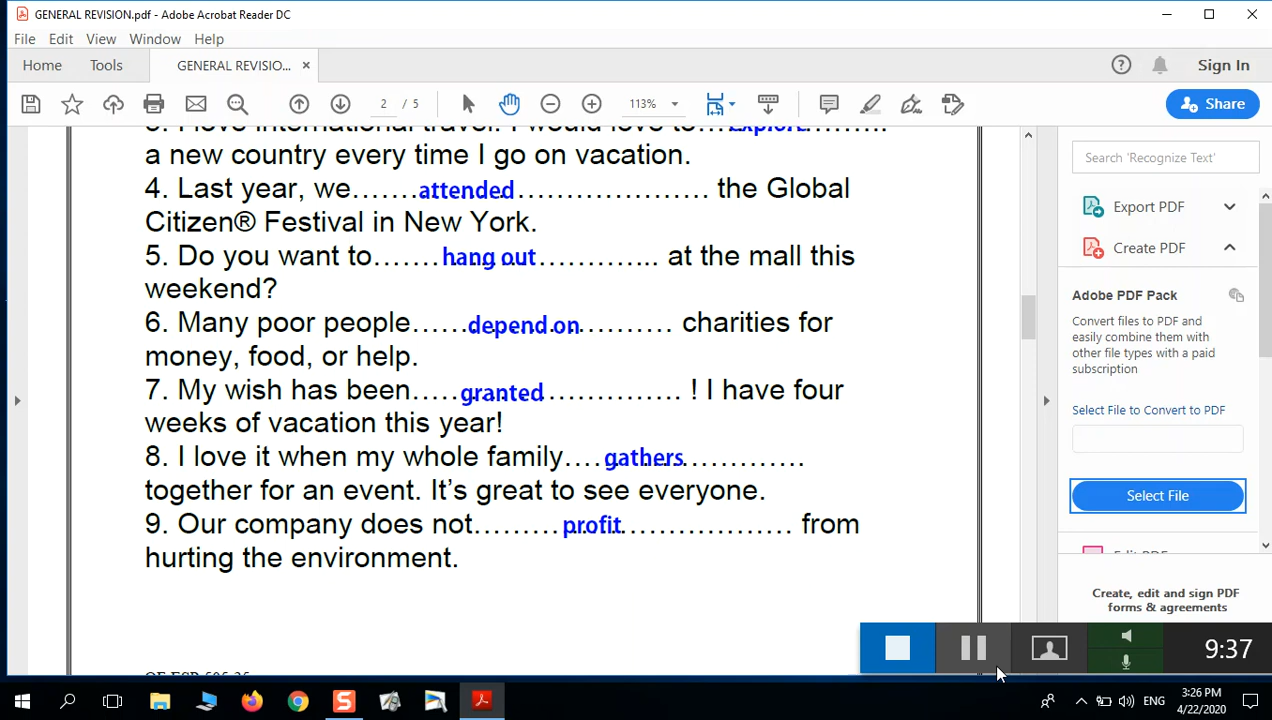 GENERAL REVISION.pdf - Adobe Acrobat Reader DC
File Edit View Window Help
Home Tools GENERAL REVISIO... × Sign In
2 / 5 113% Share
a new country every time I go on vacation.
4. Last year, we.......attended..................... the Global
Citizen® Festival in New York.
5. Do you want to.......hang out.............. at the mall this
weekend?
6. Many poor people......depend on.......... charities for
money, food, or help.
7. My wish has been.....granted.............. ! I have four
weeks of vacation this year!
8. I love it when my whole family....gathers............
together for an event. It's great to see everyone.
9. Our company does not.........profit................. from
hurting the environment.
Search 'Recognize Text'
Export PDF
Create PDF
Adobe PDF Pack
Convert files to PDF and
easily combine them with
other file types with a paid
subscription
Select File to Convert to PDF
Select File
Create, edit and sign PDF
forms & agreements
9:37
ENG
3:26 PM
4/22/2020